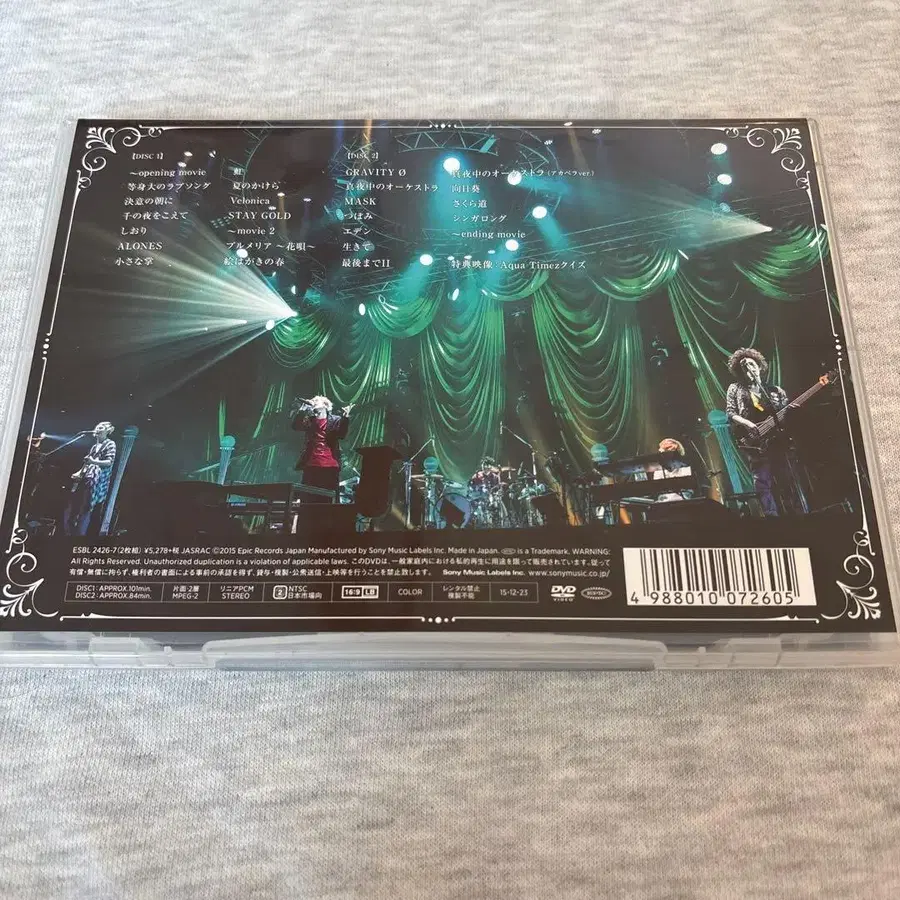 【DISC 1】
～opening movie
等身大のラブソング
決意の朝に
千の夜をこえて
しおり
ALONES
小さな掌
虹
夏のかけら
Velonica
STAY GOLD
～movie 2
プルメリア ～花唄～
絵はがきの春
【DISC 2】
GRAVITY Ø
真夜中のオーケストラ
MASK
つぼみ
エデン
生きて
最後までII
真夜中のオーケストラ（アカペラver.）
向日葵
さくら道
シンガロング
～ending movie
特典映像：Aqua Timezクイズ
ESBL 2426-7(2枚組) ¥5,278+税 JASRAC ©2015 Epic Records Japan Manufactured by Sony Music Labels Inc. Made in Japan. is a Trademark. WARNING:
All Rights Reserved. Unauthorized duplication is a violation of applicable laws. このDVDは、一般家庭内における私的再生に用途を限って販売されています。従って
有償・無償に拘らず、権利者の書面による事前の承認を得ず、貸与・複製・公衆送信・上映等を行うことを禁止致します。 Sony Music Labels Inc. www.sonymusic.co.jp/
DISC1: APPROX.101min.
DISC2: APPROX.84min.
片面・2層
MPEG-2
リニアPCM
STEREO
2 NTSC
日本市場向
16:9 LB
COLOR
レンタル禁止
複製不能
15・12・23
DVD
VIDEO
4 988010 072605